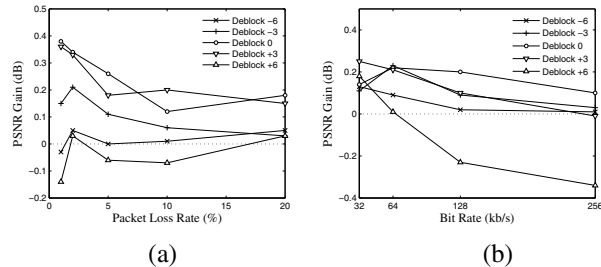 0.5
0.4
0.3
0.2
0.1
0
−0.1
−0.2
0 5 10 15 20
Packet Loss Rate (%)
PSNR Gain (dB)
Deblock −6
Deblock −3
Deblock 0
Deblock +3
Deblock +6
(a)
0.4
0.2
0.0
−0.2
−0.4
32 64 128 256
Bit Rate (kb/s)
PSNR Gain (dB)
Deblock −6
Deblock −3
Deblock 0
Deblock +3
Deblock +6
(b)